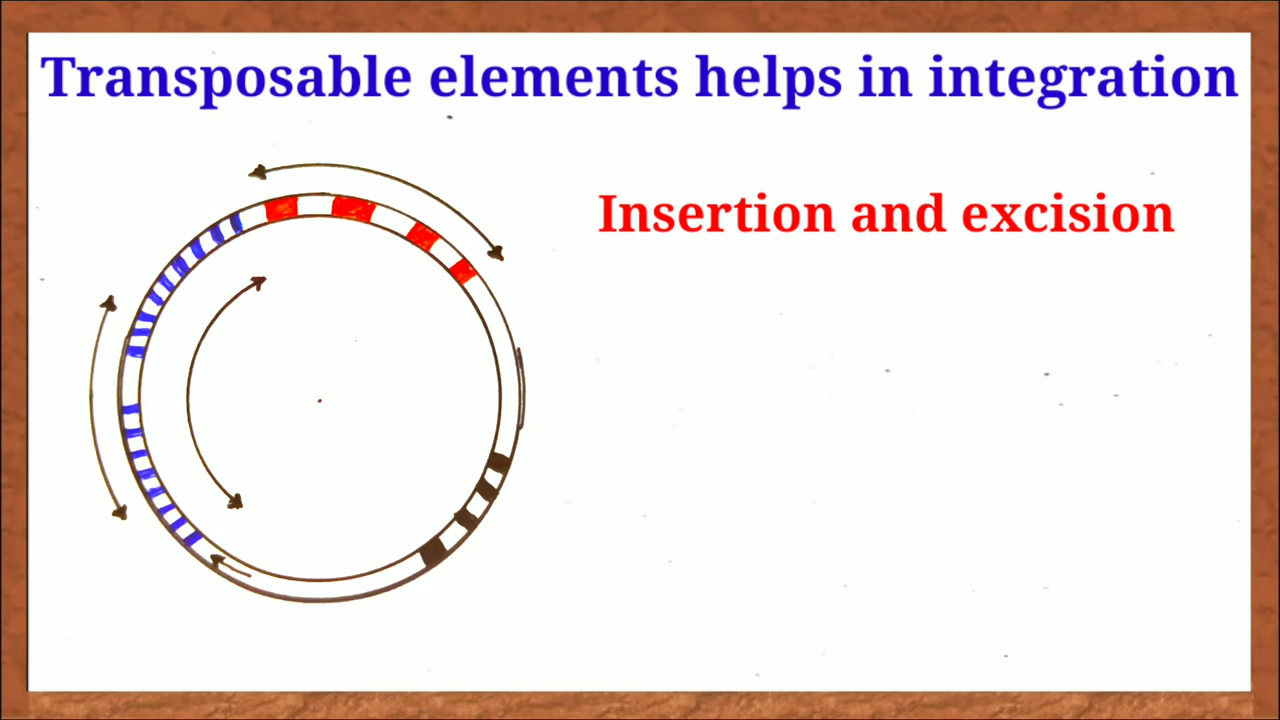 Transposable elements helps in integration
Insertion and excision